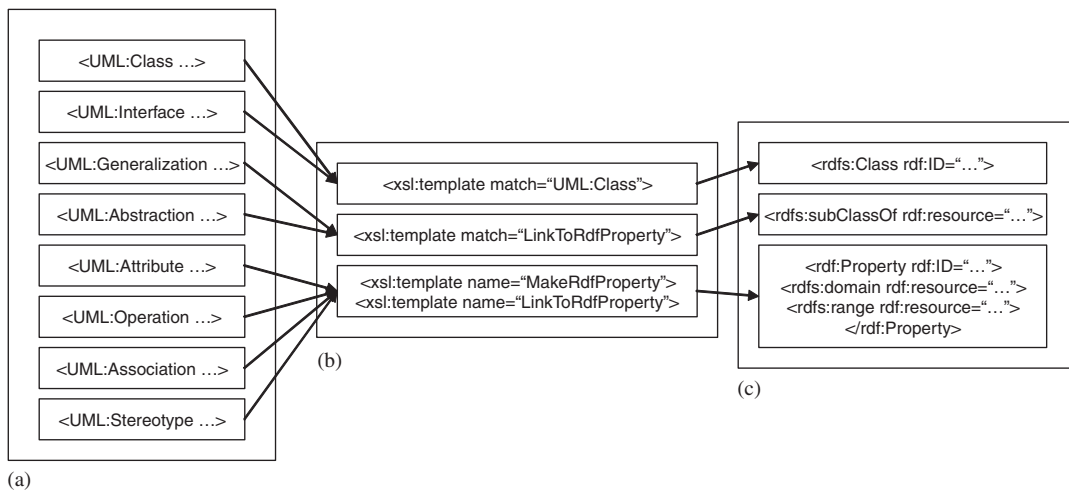 <UML:Class …>
<UML:Interface …>
<UML:Generalization …>
<UML:Abstraction …>
<UML:Attribute …>
<UML:Operation …>
<UML:Association …>
<UML:Stereotype …>
(a)
<xsl:template match=“UML:Class”>
<xsl:template match=“LinkToRdfProperty”>
<xsl:template name=“MakeRdfProperty”>
<xsl:template name=“LinkToRdfProperty”>
(b)
<rdfs:Class rdf:ID=“…”>
<rdfs:subClassOf rdf:resource=“…”>
<rdf:Property rdf:ID=“…”>
<rdfs:domain rdf:resource=“…”>
<rdfs:range rdf:resource=“…”>
</rdf:Property>
(c)